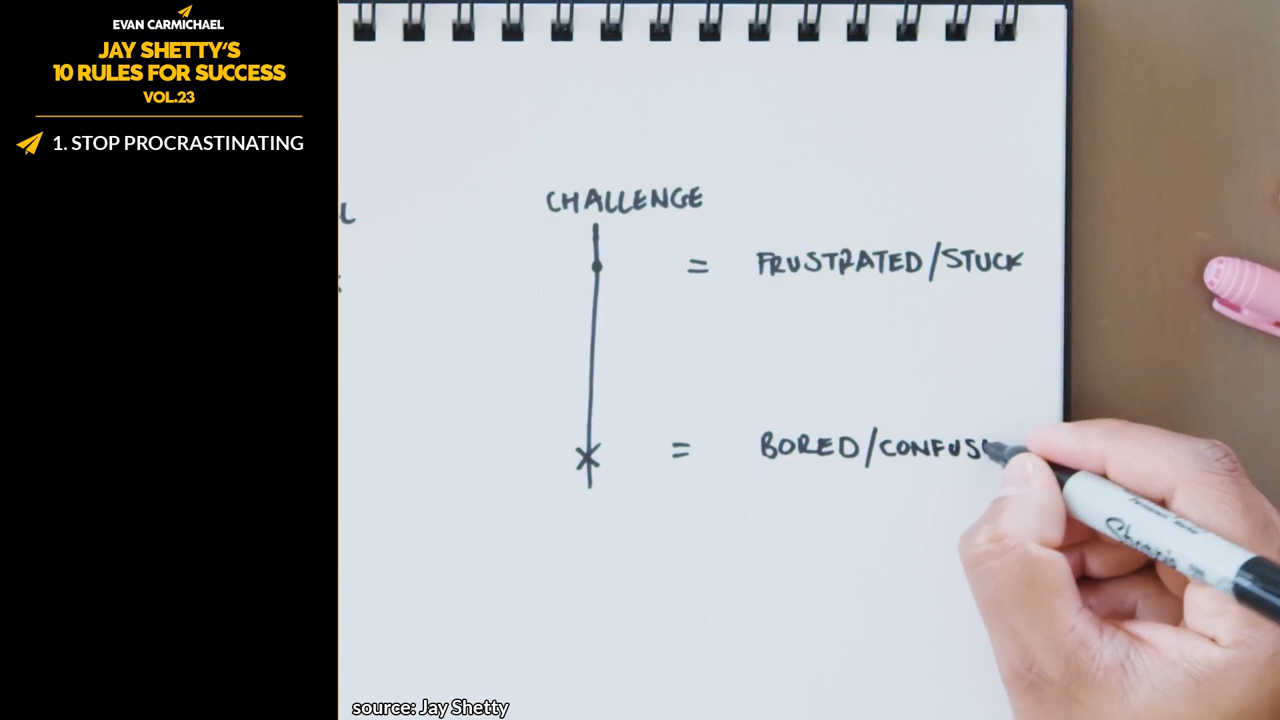 EVAN CARMICHAEL
JAY SHETTY'S
10 RULES FOR SUCCESS
VOL.23
1. STOP PROCRASTINATING
L
CHALLENGE
= FRUSTRATED/STUCK
= BORED/CONFUS
Sharpie
source: Jay Shetty